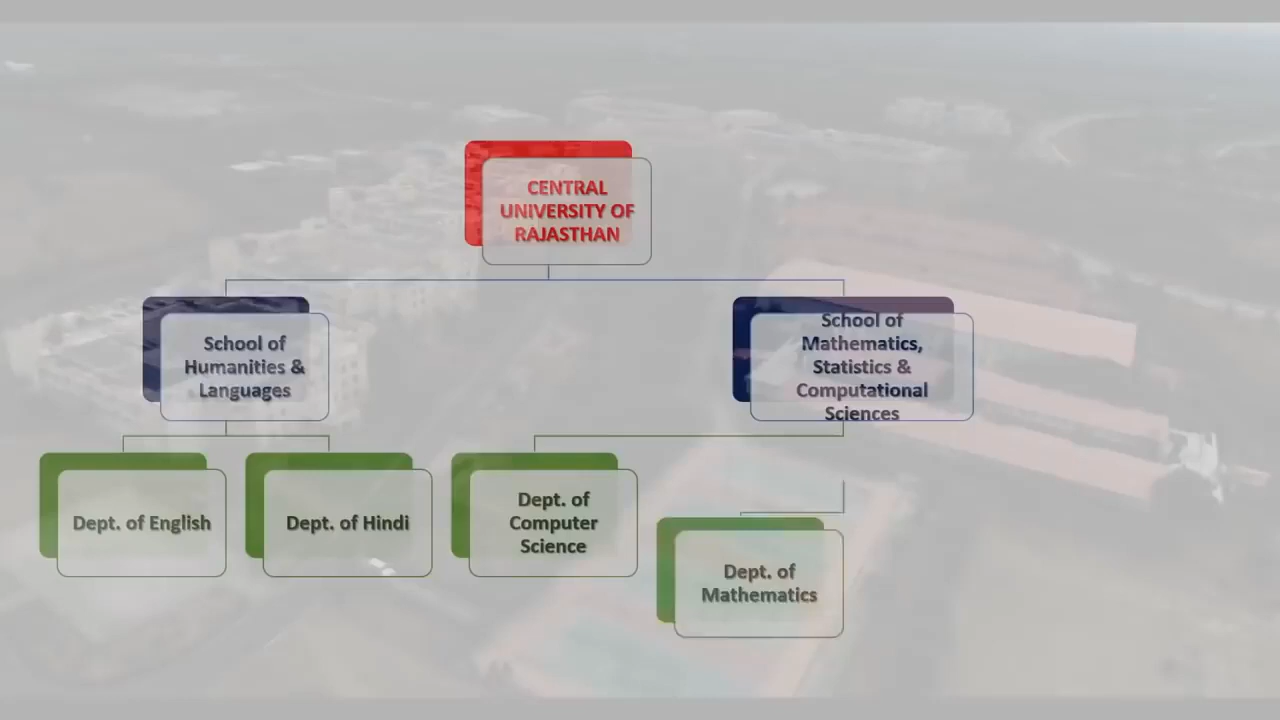 CENTRAL
UNIVERSITY OF
RAJASTHAN
School of
Humanities &
Languages
School of
Mathematics,
Statistics &
Computational
Sciences
Dept. of English
Dept. of Hindi
Dept. of
Computer
Science
Dept. of
Mathematics